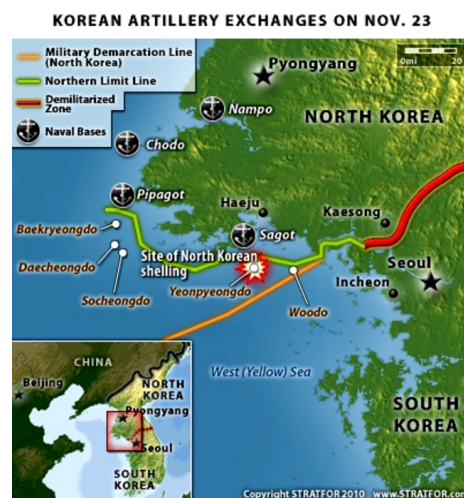 KOREAN ARTILLERY EXCHANGES ON NOV. 23
Military Demarcation Line
(North Korea)
Northern Limit Line
Demilitarized
Zone
Naval Bases
0mi 20
Pyongyang
Nampo
NORTH KOREA
Chodo
Pipagot
Haeju
Kaesong
Sagot
Baekryeongdo
Site of North Korean
shelling
Daecheongdo
Seoul
Yeonpyeongdo
Incheon
Socheongdo
Woodo
West (Yellow) Sea
CHINA
Beijing
NORTH
KOREA
Pyongyang
Seoul
SOUTH
KOREA
SOUTH
KOREA
Copyright STRATFOR 2010 www.STRATFOR.com